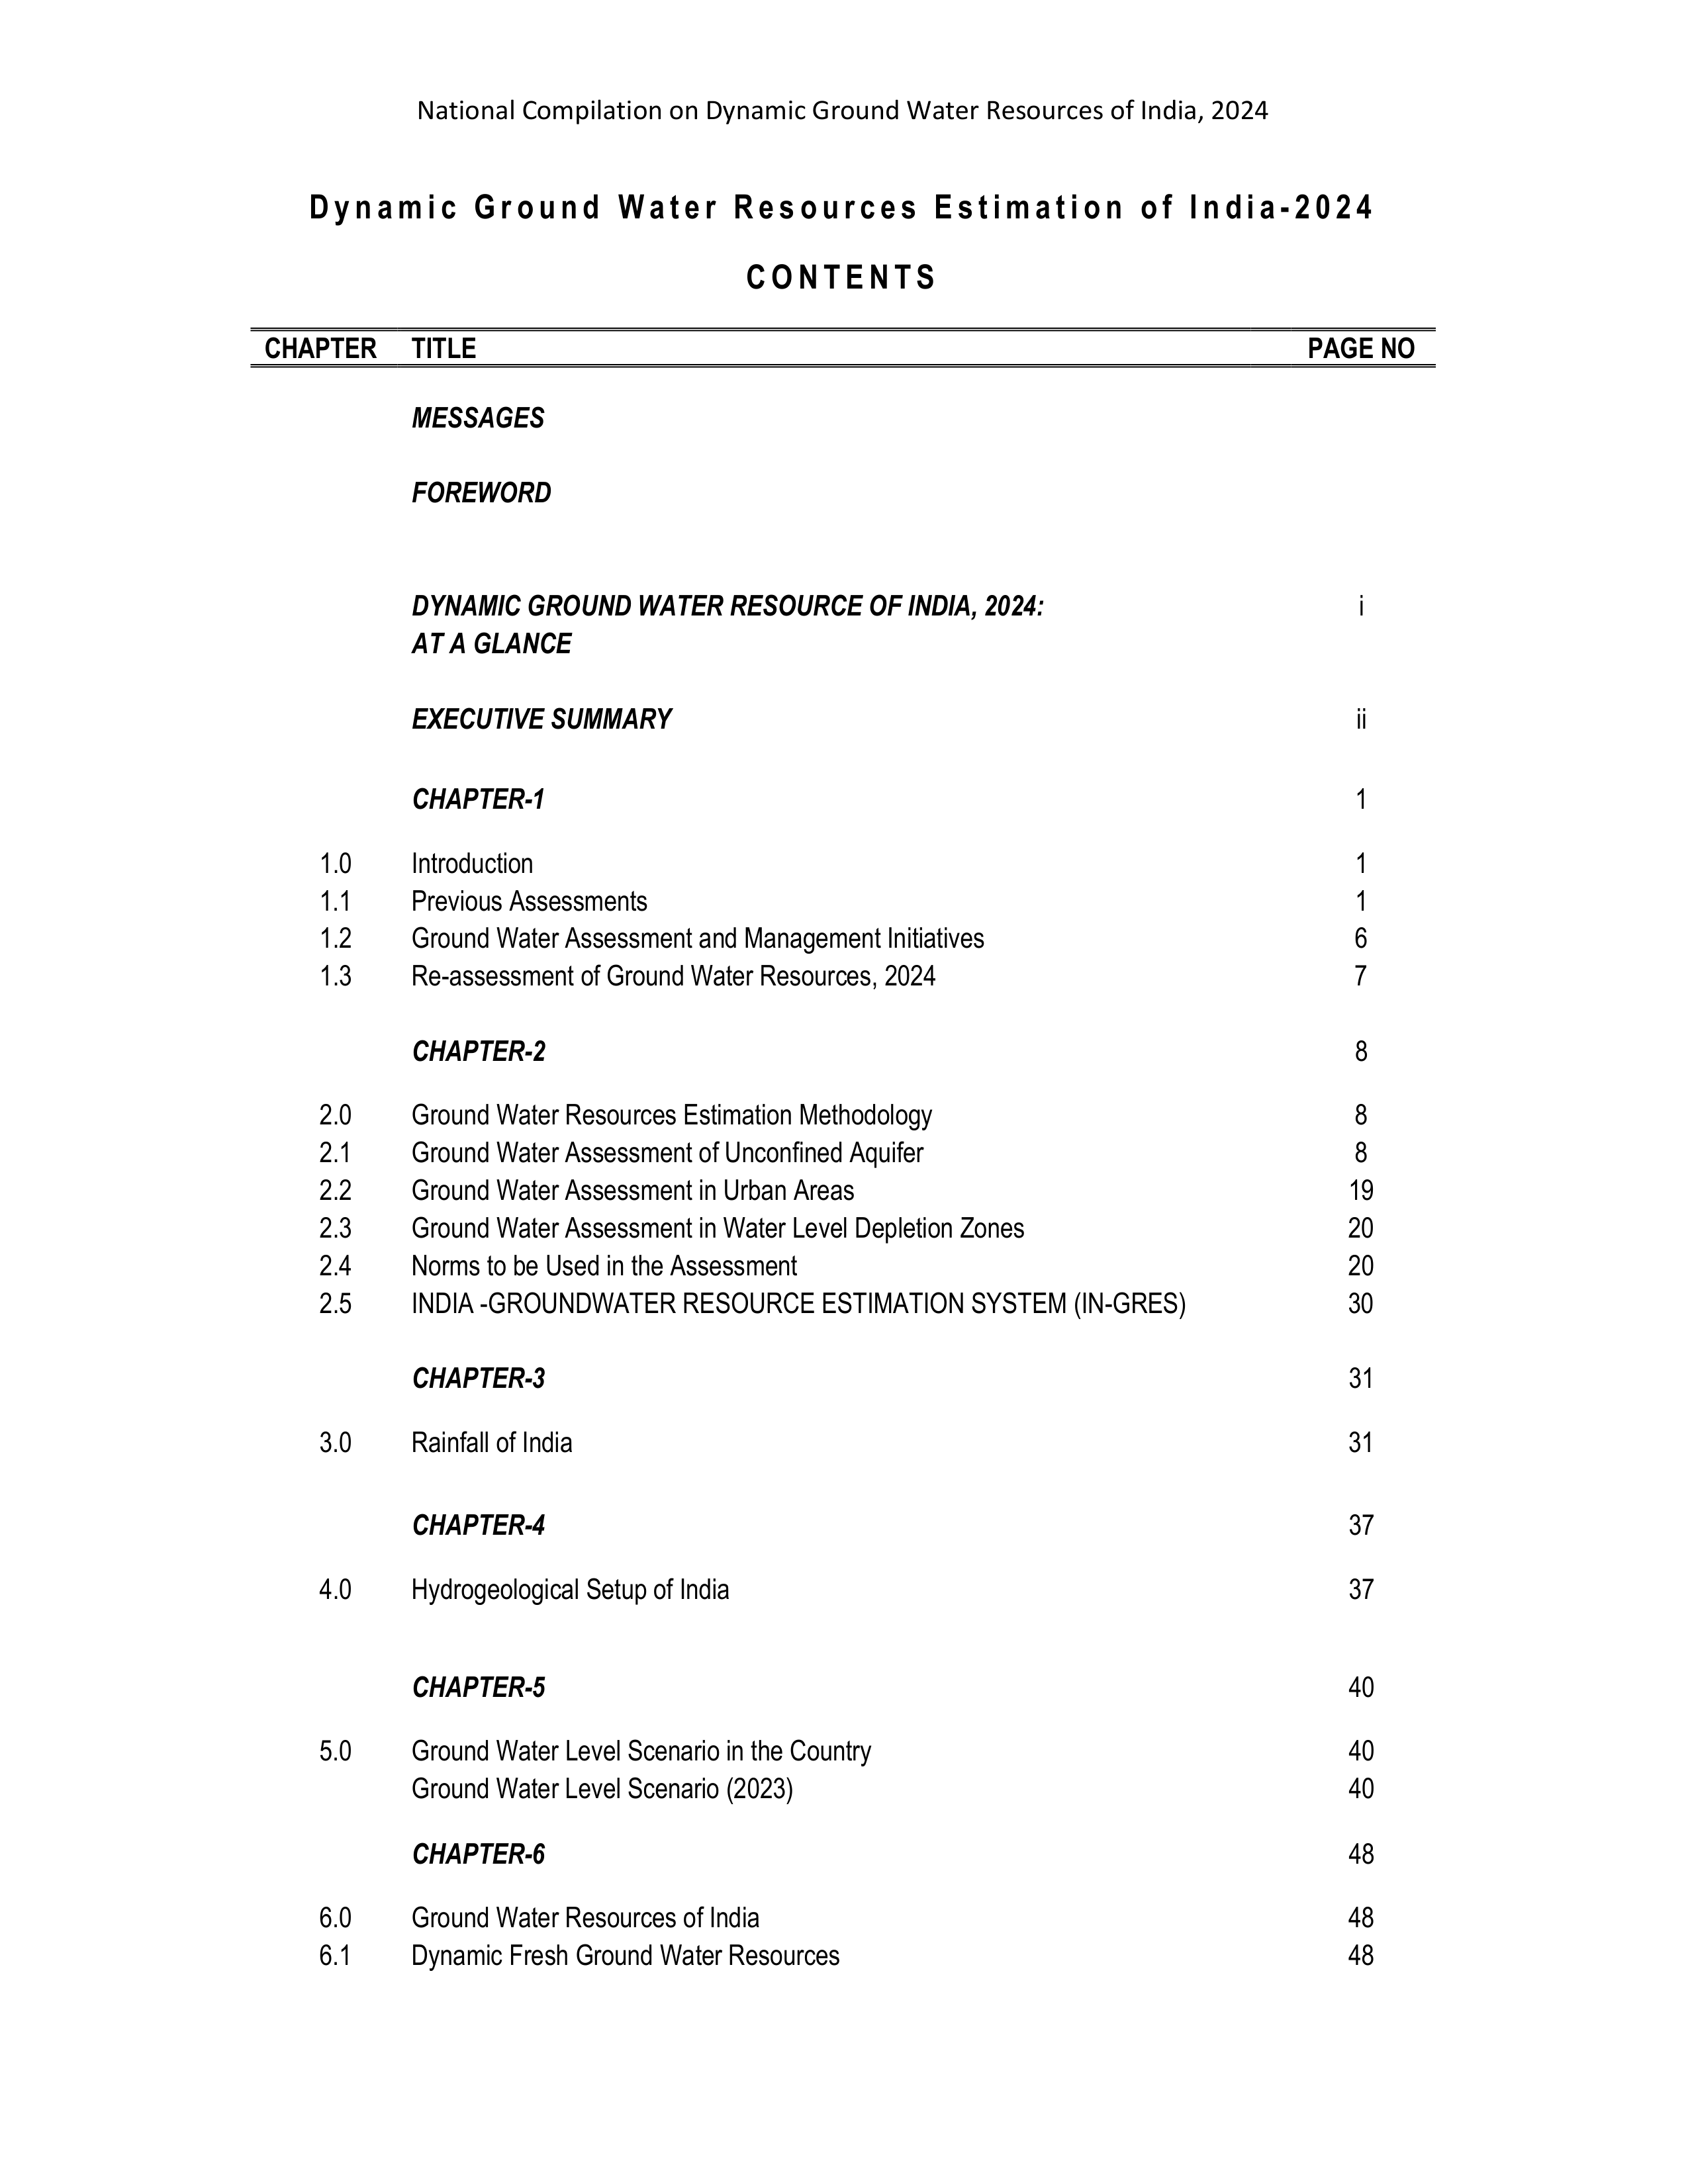 National Compilation on Dynamic Ground Water Resources of India, 2024
Dynamic Ground Water Resources Estimation of India-2024
CONTENTS
CHAPTER TITLE PAGE NO
MESSAGES
FOREWORD
DYNAMIC GROUND WATER RESOURCE OF INDIA, 2024: i
AT A GLANCE
EXECUTIVE SUMMARY ii
CHAPTER-1 1
1.0 Introduction 1
1.1 Previous Assessments 1
1.2 Ground Water Assessment and Management Initiatives 6
1.3 Re-assessment of Ground Water Resources, 2024 7
CHAPTER-2 8
2.0 Ground Water Resources Estimation Methodology 8
2.1 Ground Water Assessment of Unconfined Aquifer 8
2.2 Ground Water Assessment in Urban Areas 19
2.3 Ground Water Assessment in Water Level Depletion Zones 20
2.4 Norms to be Used in the Assessment 20
2.5 INDIA -GROUNDWATER RESOURCE ESTIMATION SYSTEM (IN-GRES) 30
CHAPTER-3 31
3.0 Rainfall of India 31
CHAPTER-4 37
4.0 Hydrogeological Setup of India 37
CHAPTER-5 40
5.0 Ground Water Level Scenario in the Country 40
Ground Water Level Scenario (2023) 40
CHAPTER-6 48
6.0 Ground Water Resources of India 48
6.1 Dynamic Fresh Ground Water Resources 48